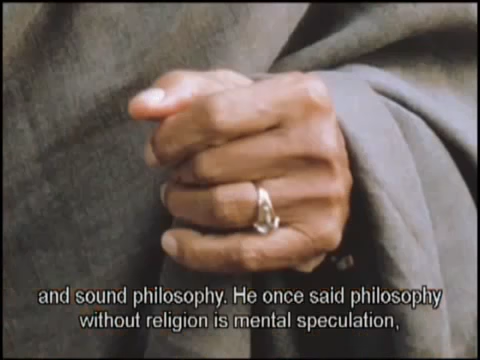 and sound philosophy. He once said philosophy
without religion is mental speculation,